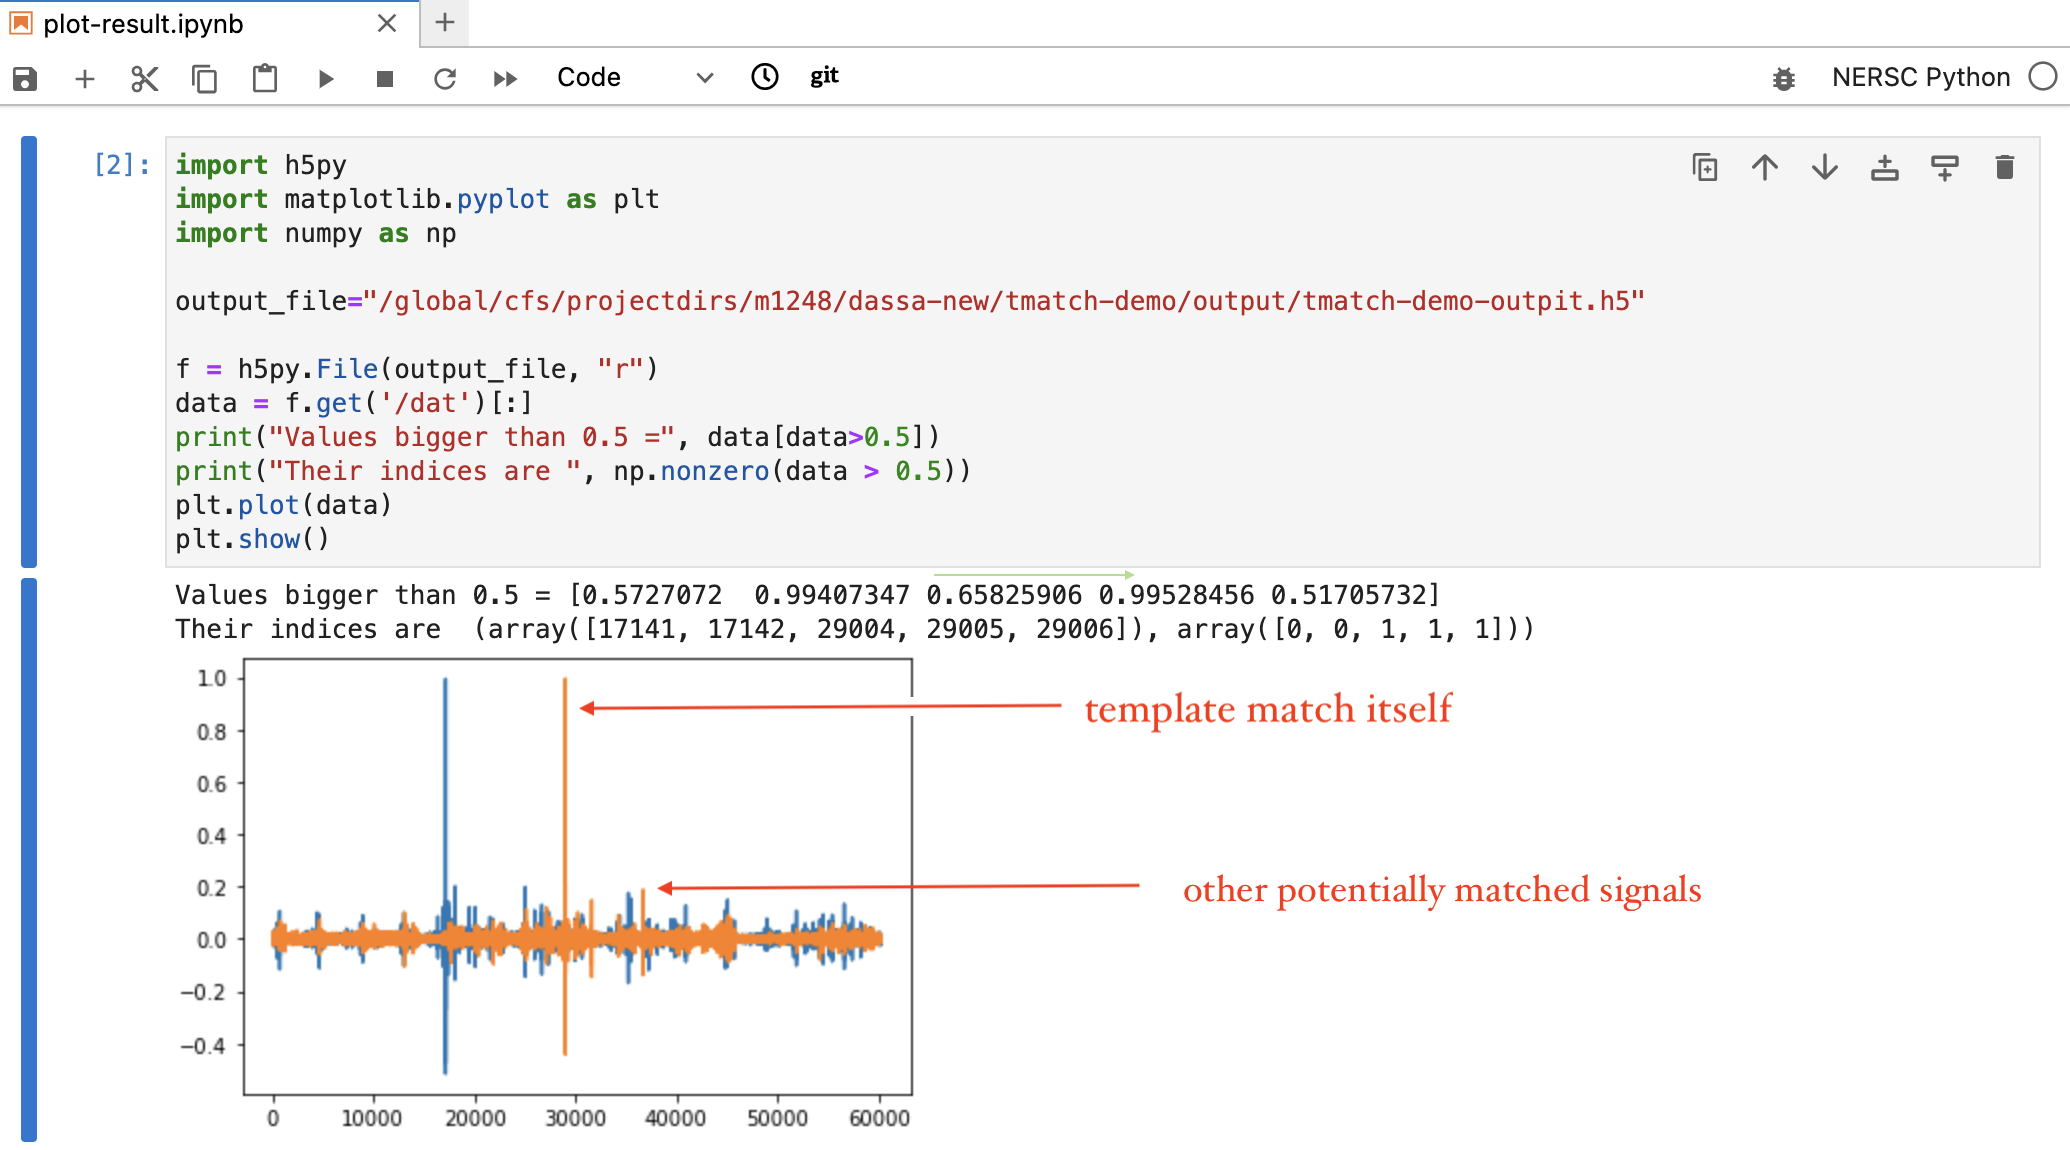 plot-result.ipynb
Code
git
NERSC Python
[2]:
import h5py
import matplotlib.pyplot as plt
import numpy as np
output_file="/global/cfs/projectdirs/m1248/dassa-new/tmatch-demo/output/tmatch-demo-outpit.h5"
f = h5py.File(output_file, "r")
data = f.get('/dat')[:]
print("Values bigger than 0.5 =", data[data>0.5])
print("Their indices are ", np.nonzero(data > 0.5))
plt.plot(data)
plt.show()
Values bigger than 0.5 = [0.5727072  0.99407347 0.65825906 0.99528456 0.51705732]
Their indices are  (array([17141, 17142, 29004, 29005, 29006]), array([0, 0, 1, 1, 1]))
1.0
template match itself
0.8
0.6
0.4
0.2
other potentially matched signals
0.0
−0.2
−0.4
0 10000 20000 30000 40000 50000 60000